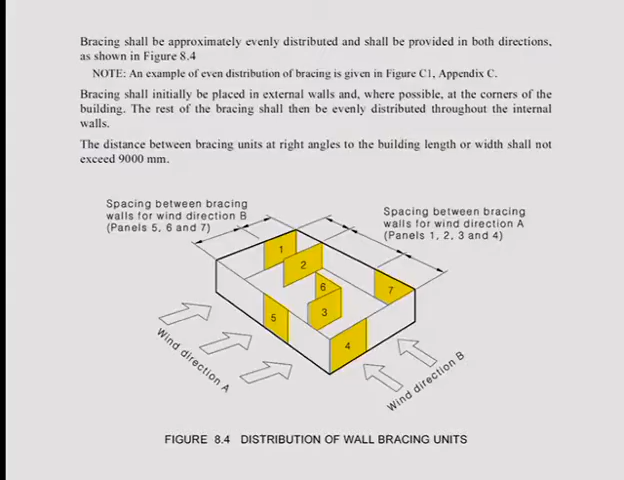 Bracing shall be approximately evenly distributed and shall be provided in both directions,
as shown in Figure 8.4
NOTE: An example of even distribution of bracing is given in Figure C1, Appendix C.
Bracing shall initially be placed in external walls and, where possible, at the corners of the
building. The rest of the bracing shall then be evenly distributed throughout the internal
walls.
The distance between bracing units at right angles to the building length or width shall not
exceed 9000 mm.
Spacing between bracing
walls for wind direction B
(Panels 5, 6 and 7)
Spacing between bracing
walls for wind direction A
(Panels 1, 2, 3 and 4)
1
2
6
7
3
5
4
Wind direction A
Wind direction B
FIGURE 8.4 DISTRIBUTION OF WALL BRACING UNITS